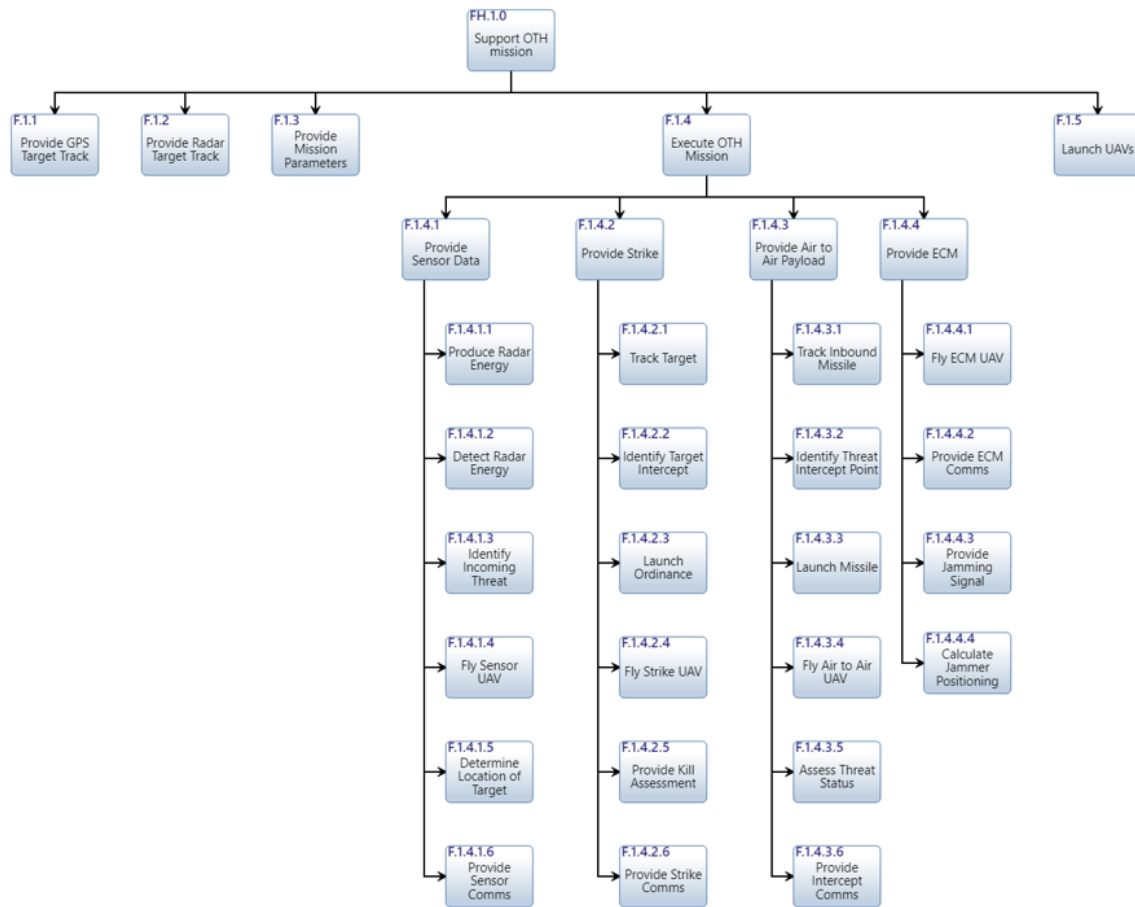 FH.1.0
Support OTH
mission
F.1.1
Provide GPS
Target Track
F.1.2
Provide Radar
Target Track
F.1.3
Provide
Mission
Parameters
F.1.4
Execute OTH
Mission
F.1.5
Launch UAVs
F.1.4.1
Provide
Sensor Data
F.1.4.2
Provide Strike
F.1.4.3
Provide Air to
Air Payload
F.1.4.4
Provide ECM
F.1.4.1.1
Produce Radar
Energy
F.1.4.2.1
Track Target
F.1.4.3.1
Track Inbound
Missile
F.1.4.4.1
Fly ECM UAV
F.1.4.1.2
Detect Radar
Energy
F.1.4.2.2
Identify Target
Intercept
F.1.4.3.2
Identify Threat
Intercept Point
F.1.4.4.2
Provide ECM
Comms
F.1.4.1.3
Identify
Incoming
Threat
F.1.4.2.3
Launch
Ordinance
F.1.4.3.3
Launch Missile
F.1.4.4.3
Provide
Jamming
Signal
F.1.4.1.4
Fly Sensor
UAV
F.1.4.2.4
Fly Strike UAV
F.1.4.3.4
Fly Air to Air
UAV
F.1.4.4.4
Calculate
Jammer
Positioning
F.1.4.1.5
Determine
Location of
Target
F.1.4.2.5
Provide Kill
Assessment
F.1.4.3.5
Assess Threat
Status
F.1.4.1.6
Provide
Sensor
Comms
F.1.4.2.6
Provide Strike
Comms
F.1.4.3.6
Provide
Intercept
Comms